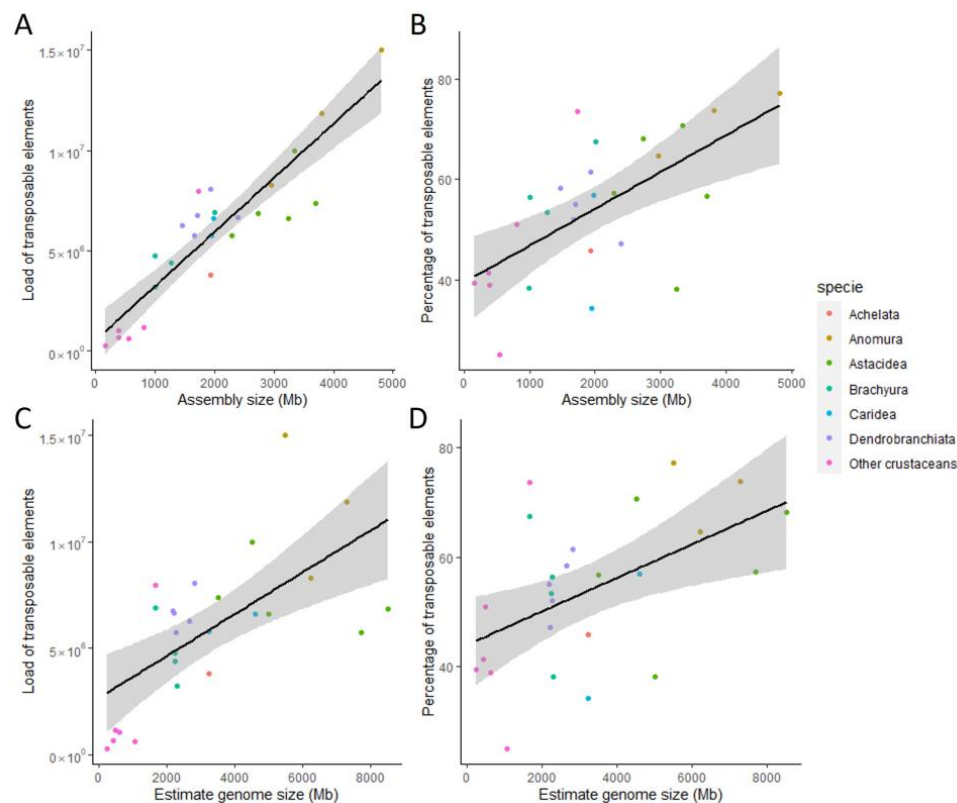 A
Load of transposable elements
1.5×10⁷
1×10⁷
5×10⁶
0×10⁰
0
1000
2000
3000
4000
5000
Assembly size (Mb)
B
Percentage of transposable elements
80
60
40
0
1000
2000
3000
4000
5000
Assembly size (Mb)
specie
Achelata
Anomura
Astacidea
Brachyura
Caridea
Dendrobranchiata
Other crustaceans
C
Load of transposable elements
1.5×10⁷
1×10⁷
5×10⁶
0×10⁰
0
2000
4000
6000
8000
Estimate genome size (Mb)
D
Percentage of transposable elements
80
60
40
0
2000
4000
6000
8000
Estimate genome size (Mb)